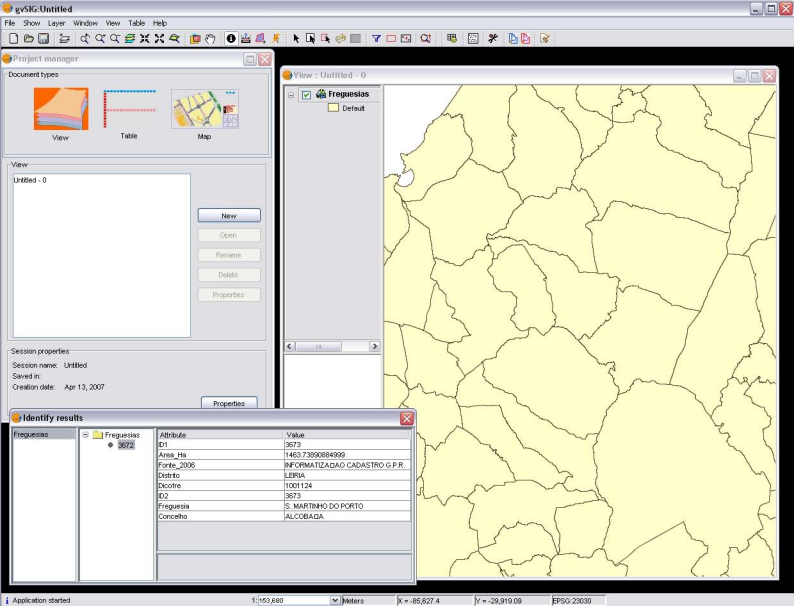 gvSIG:Untitled
File Show Layer Window View Table Help
Project manager
Document types
View Table Map
View
Untitled - 0
New
Open
Rename
Delete
Properties
Session properties
Session name: Untitled
Saved in:
Creation date: Apr 13, 2007
Properties
View : Untitled - 0
Freguesias
Default
Identify results
Freguesias
Freguesias
3672
Attribute Value
ID1 3673
Area_Ha 1463.73890884999
Fonte_2006 INFORMATIZA□AO CADASTRO G.P.R.
Distrito LEIRIA
Dicofre 1001124
ID2 3673
Freguesia S. MARTINHO DO PORTO
Concelho ALCOBA□A
Application started 1: 153,680 Meters X = -85,627.4 Y = -29,919.09 EPSG:23030